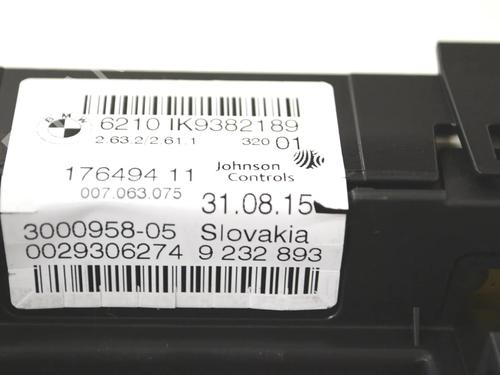 BMW
6210 IK9382189
2 63.2/2.61.1 320 01
176494 11 Johnson Controls
007.063.075 31.08.15
3000958-05 Slovakia
0029306274 9 232 893